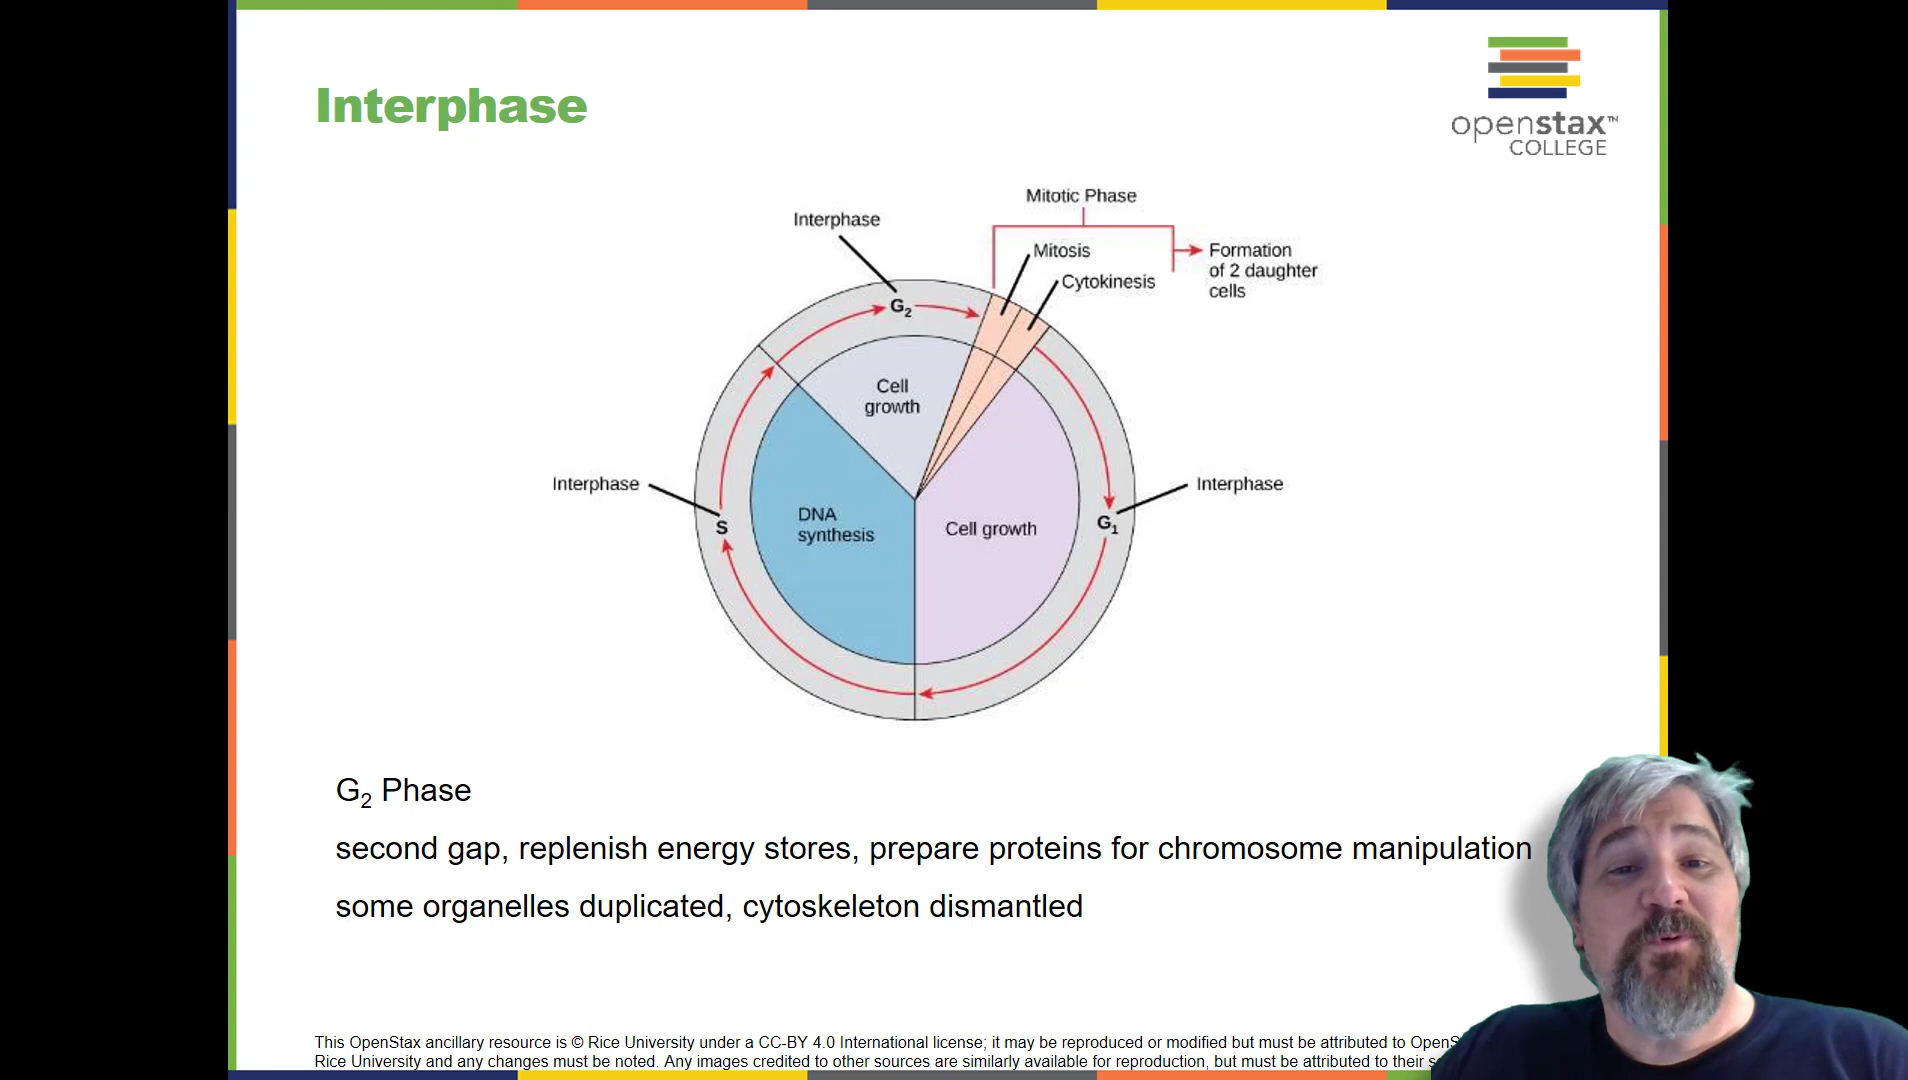 Interphase
openstax™
COLLEGE
Mitotic Phase
Interphase
Mitosis
Cytokinesis
Formation
of 2 daughter
cells
G₂
Cell
growth
Interphase
S
DNA
synthesis
Cell growth
G₁
Interphase
G₂ Phase
second gap, replenish energy stores, prepare proteins for chromosome manipulation
some organelles duplicated, cytoskeleton dismantled
This OpenStax ancillary resource is © Rice University under a CC-BY 4.0 International license; it may be reproduced or modified but must be attributed to
Rice University and any changes must be noted. Any images credited to other sources are similarly available for reproduction, but must be attributed to their